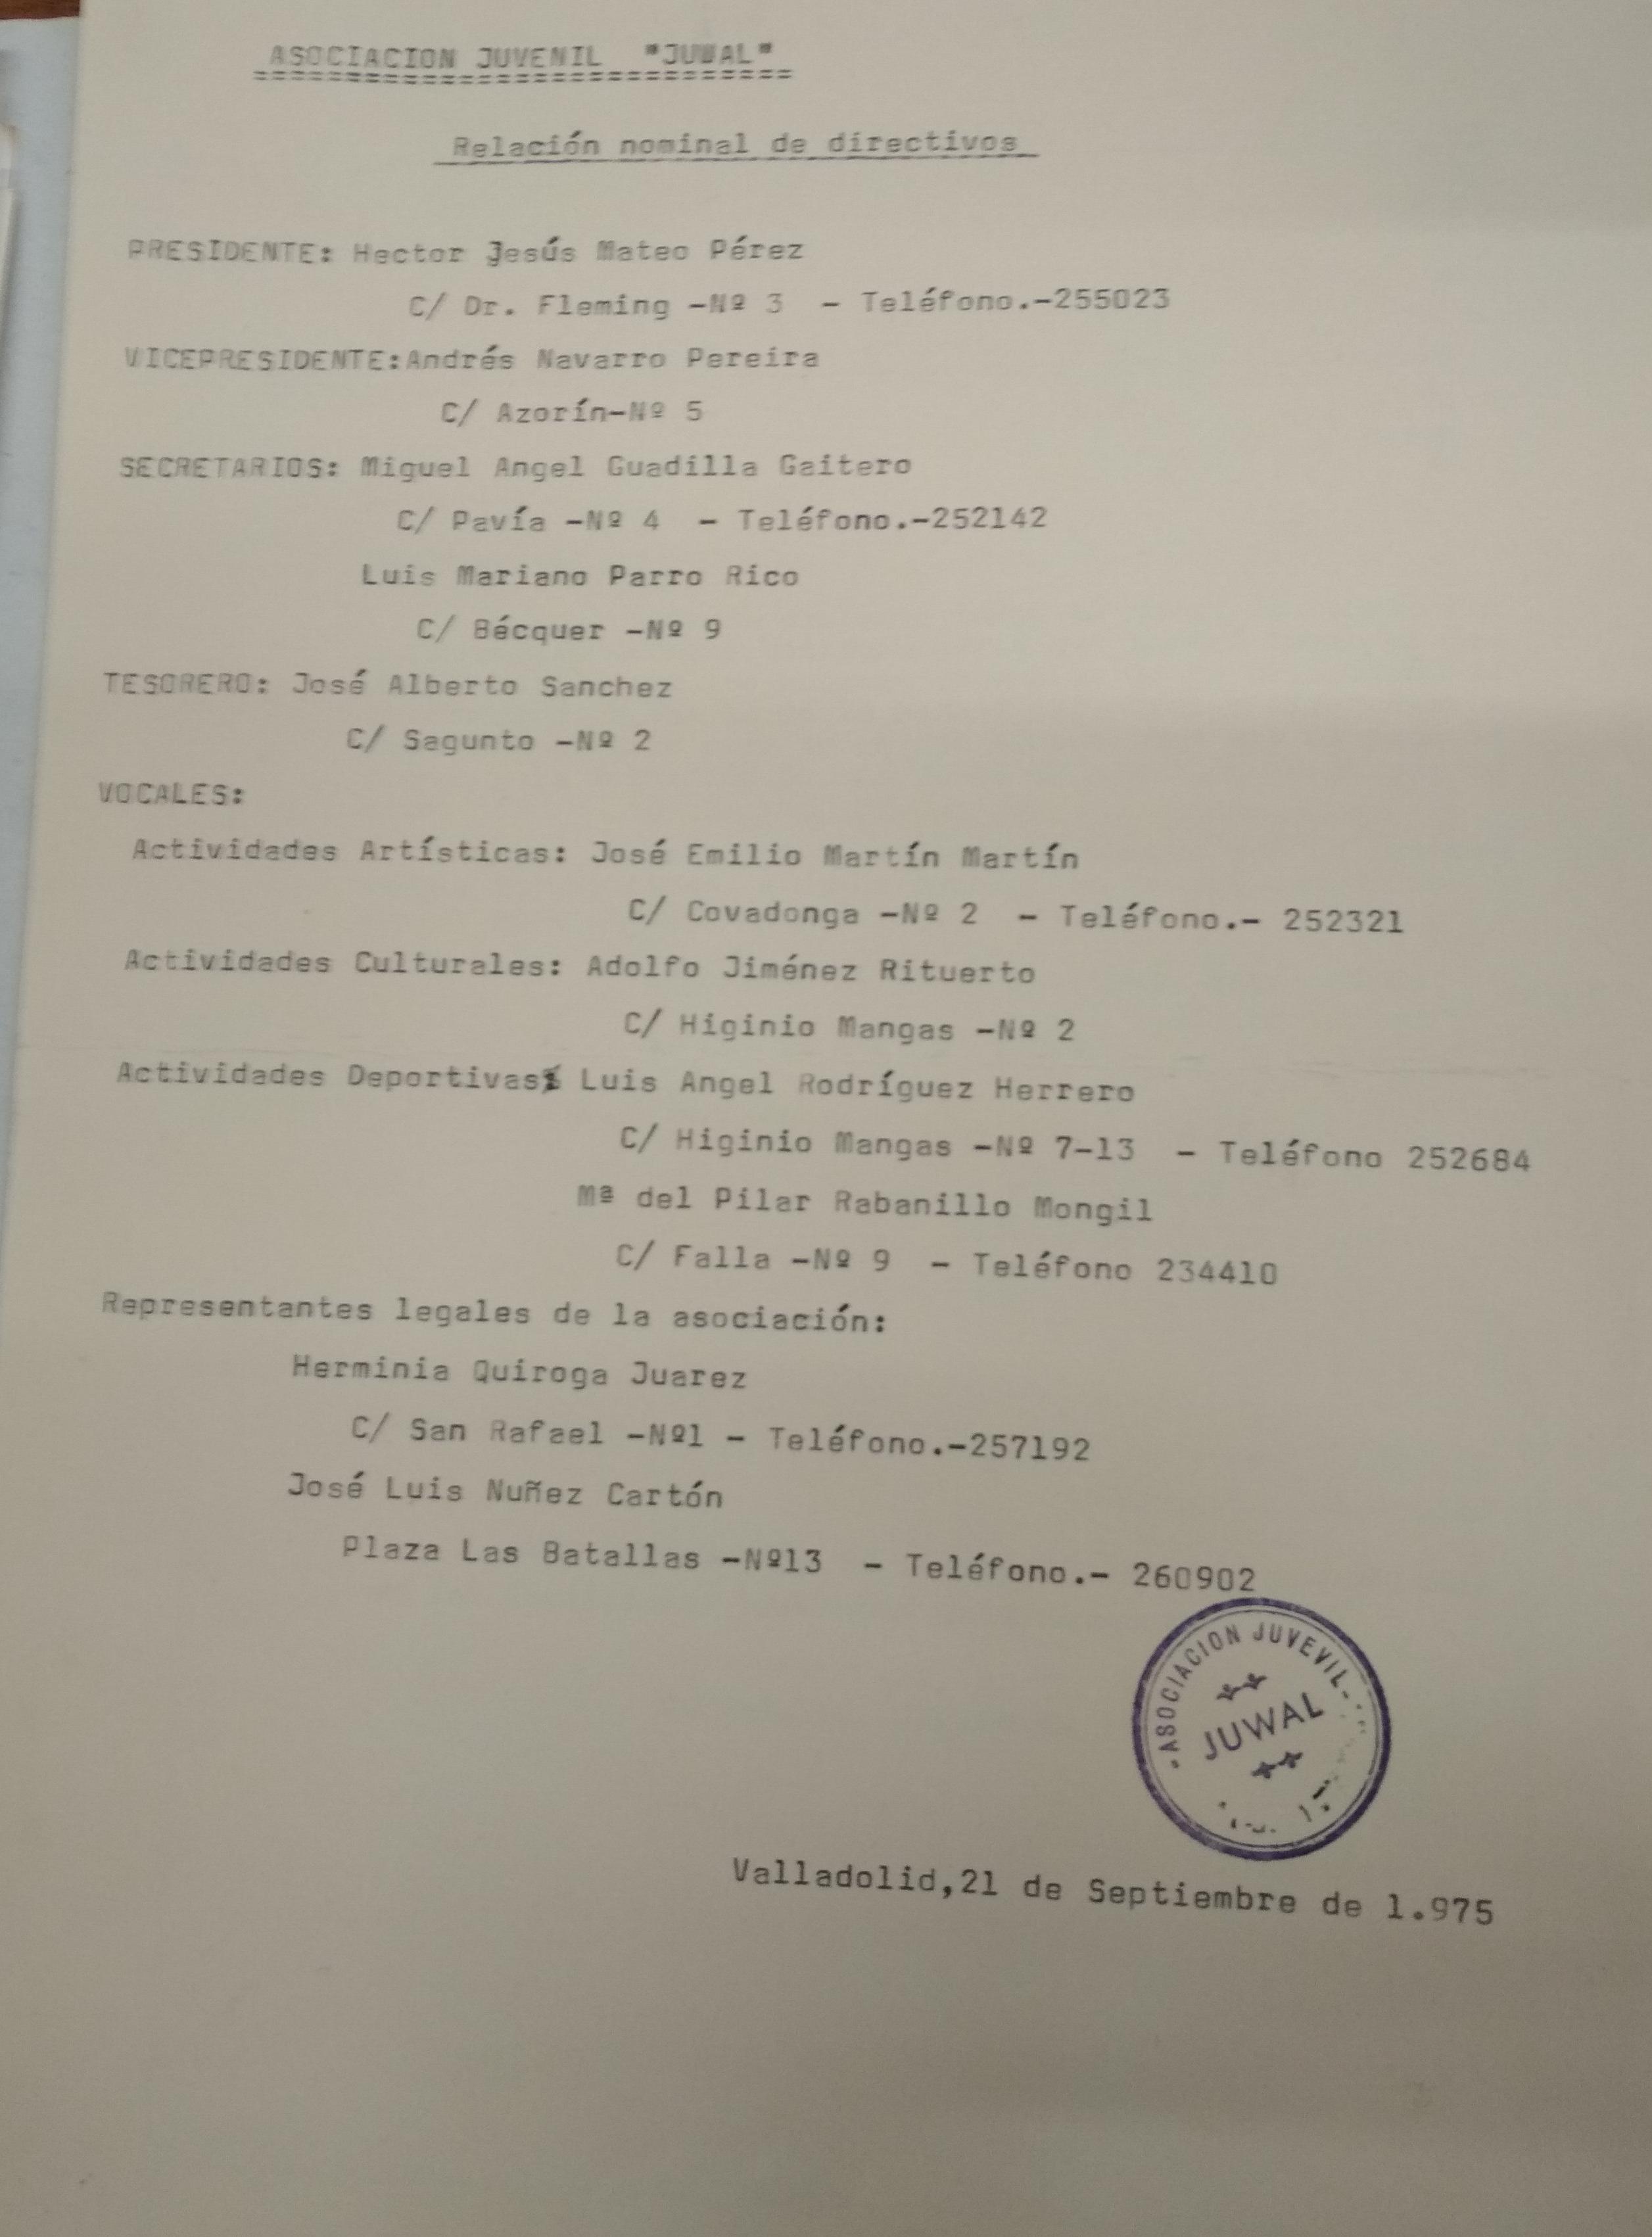 ASOCIACION JUVENIL "JUWAL"
Relación nominal de directivos
PRESIDENTE: Hector Jesús Mateo Pérez
C/ Dr. Fleming -Nº 3 - Teléfono.-255023
VICEPRESIDENTE:Andrés Navarro Pereira
C/ Azorín-Nº 5
SECRETARIOS: Miguel Angel Guadilla Gaitero
C/ Pavía -Nº 4 - Teléfono.-252142
Luis Mariano Parro Rico
C/ Bécquer -Nº 9
TESORERO: José Alberto Sanchez
C/ Sagunto -Nº 2
VOCALES:
Actividades Artísticas: José Emilio Martín Martín
C/ Covadonga -Nº 2 - Teléfono.- 252321
Actividades Culturales: Adolfo Jiménez Rituerto
C/ Higinio Mangas -Nº 2
Actividades Deportivas: Luis Angel Rodríguez Herrero
C/ Higinio Mangas -Nº 7-13 - Teléfono 252684
Mª del Pilar Rabanillo Mongil
C/ Falla -Nº 9 - Teléfono 234410
Representantes legales de la asociación:
Herminia Quiroga Juarez
C/ San Rafael -Nº1 - Teléfono.-257192
José Luis Nuñez Cartón
Plaza Las Batallas -Nº13 - Teléfono.- 260902
-ASOCIACION JUVEVIL-
JUWAL
Valladolid,21 de Septiembre de 1.975